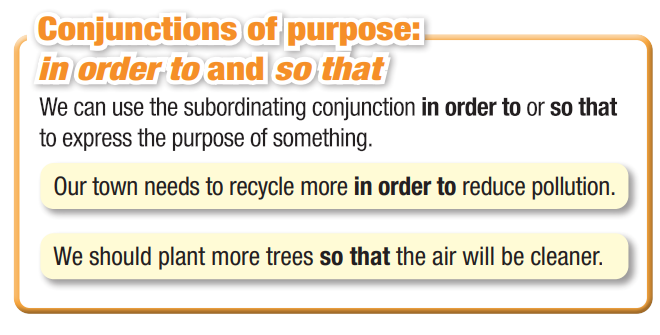 Conjunctions of purpose:
in order to and so that
We can use the subordinating conjunction in order to or so that
to express the purpose of something.
Our town needs to recycle more in order to reduce pollution.
We should plant more trees so that the air will be cleaner.